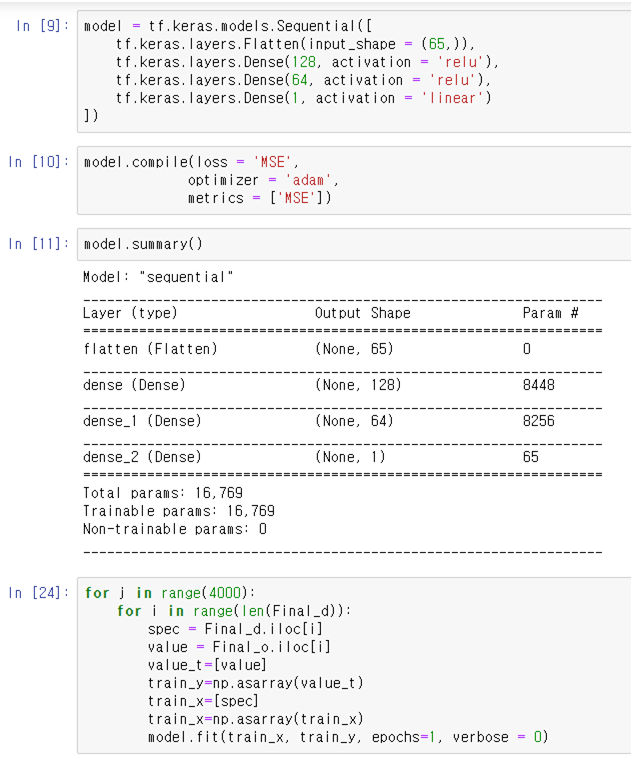 In [9]: model = tf.keras.models.Sequential([
tf.keras.layers.Flatten(input_shape = (65,)),
tf.keras.layers.Dense(128, activation = 'relu'),
tf.keras.layers.Dense(64, activation = 'relu'),
tf.keras.layers.Dense(1, activation = 'linear')
])
In [10]: model.compile(loss = 'MSE',
optimizer = 'adam',
metrics = ['MSE'])
In [11]: model.summary()
Model: "sequential"
Layer (type) Output Shape Param #
flatten (Flatten) (None, 65) 0
dense (Dense) (None, 128) 8448
dense_1 (Dense) (None, 64) 8256
dense_2 (Dense) (None, 1) 65
Total params: 16,769
Trainable params: 16,769
Non-trainable params: 0
In [24]: for j in range(4000):
for i in range(len(Final_d)):
spec = Final_d.iloc[i]
value = Final_o.iloc[i]
value_t=[value]
train_y=np.asarray(value_t)
train_x=[spec]
train_x=np.asarray(train_x)
model.fit(train_x, train_y, epochs=1, verbose = 0)